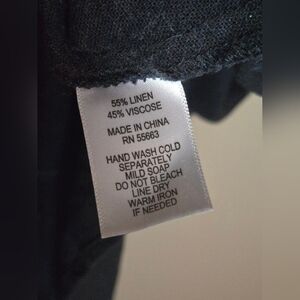 55% LINEN
45% VISCOSE
MADE IN CHINA
RN 55663
HAND WASH COLD
SEPARATELY
MILD SOAP
DO NOT BLEACH
LINE DRY
WARM IRON
IF NEEDED